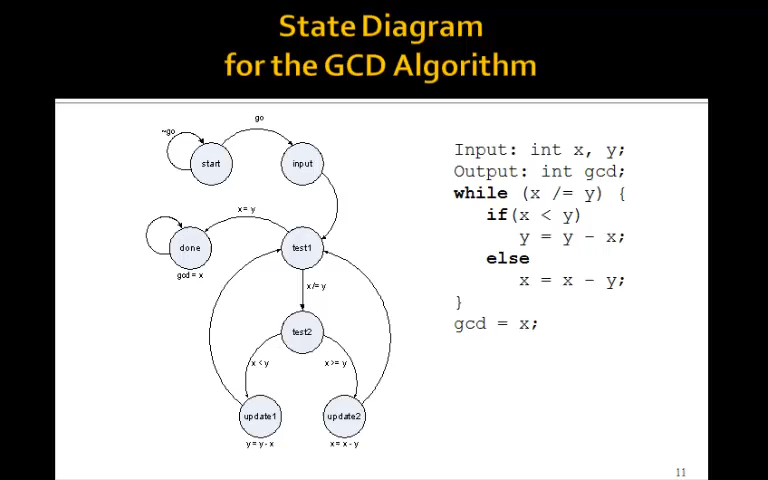 State Diagram
for the GCD Algorithm
go
~go
start
input
x= y
done
test1
gcd = x
x/= y
test2
x < y
x>= y
update1
update2
y = y - x
x = x - y
Input: int x, y;
Output: int gcd;
while (x /= y) {
if(x < y)
y = y - x;
else
x = x - y;
}
gcd = x;
11